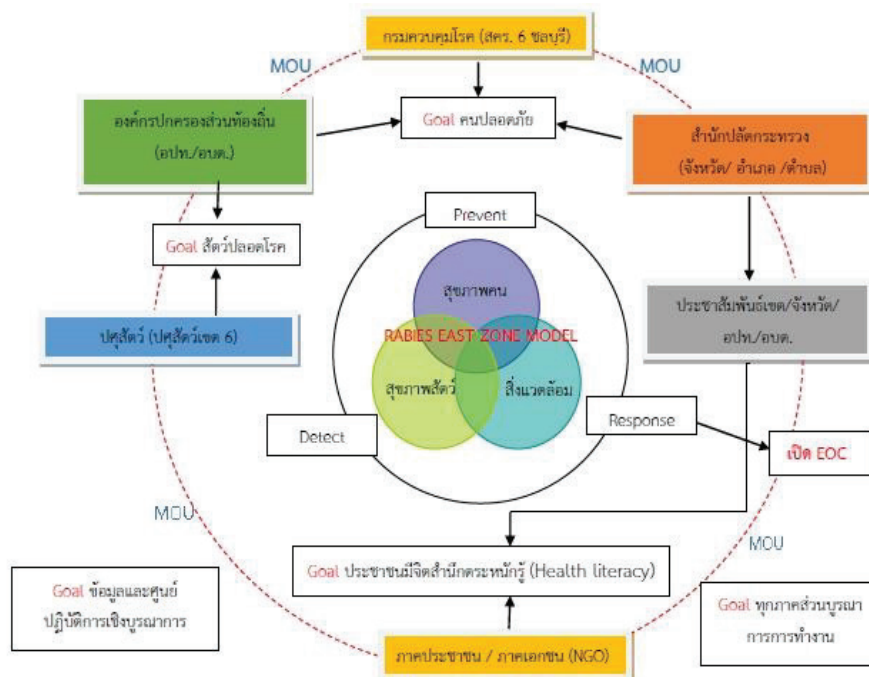 กรมควบคุมโรค (สคร. 6 ชลบุรี)
MOU
MOU
องค์กรปกครองส่วนท้องถิ่น
(อปท./อบต.)
Goal คนปลอดภัย
สำนักปลัดกระทรวง
(จังหวัด/ อำเภอ /ตำบล)
Prevent
Goal สัตว์ปลอดโรค
สุขภาพคน
ประชาสัมพันธ์เขต/จังหวัด/
อปท./อบต.
ปศุสัตว์ (ปศุสัตว์เขต 6)
RABIES EAST ZONE MODEL
สุขภาพสัตว์
สิ่งแวดล้อม
Response
Detect
เปิด EOC
MOU
MOU
Goal ประชาชนมีจิตสำนึกตระหนักรู้ (Health literacy)
Goal ข้อมูลและศูนย์
ปฏิบัติการเชิงบูรณาการ
Goal ทุกภาคส่วนบูรณา
การการทำงาน
ภาคประชาชน / ภาคเอกชน (NGO)